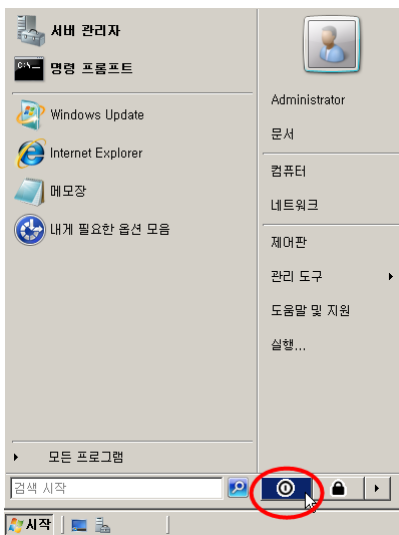 서버 관리자
명령 프롬프트
Windows Update
Internet Explorer
메모장
내게 필요한 옵션 모음
모든 프로그램
검색 시작
Administrator
문서
컴퓨터
네트워크
제어판
관리 도구
도움말 및 지원
실행...
시작